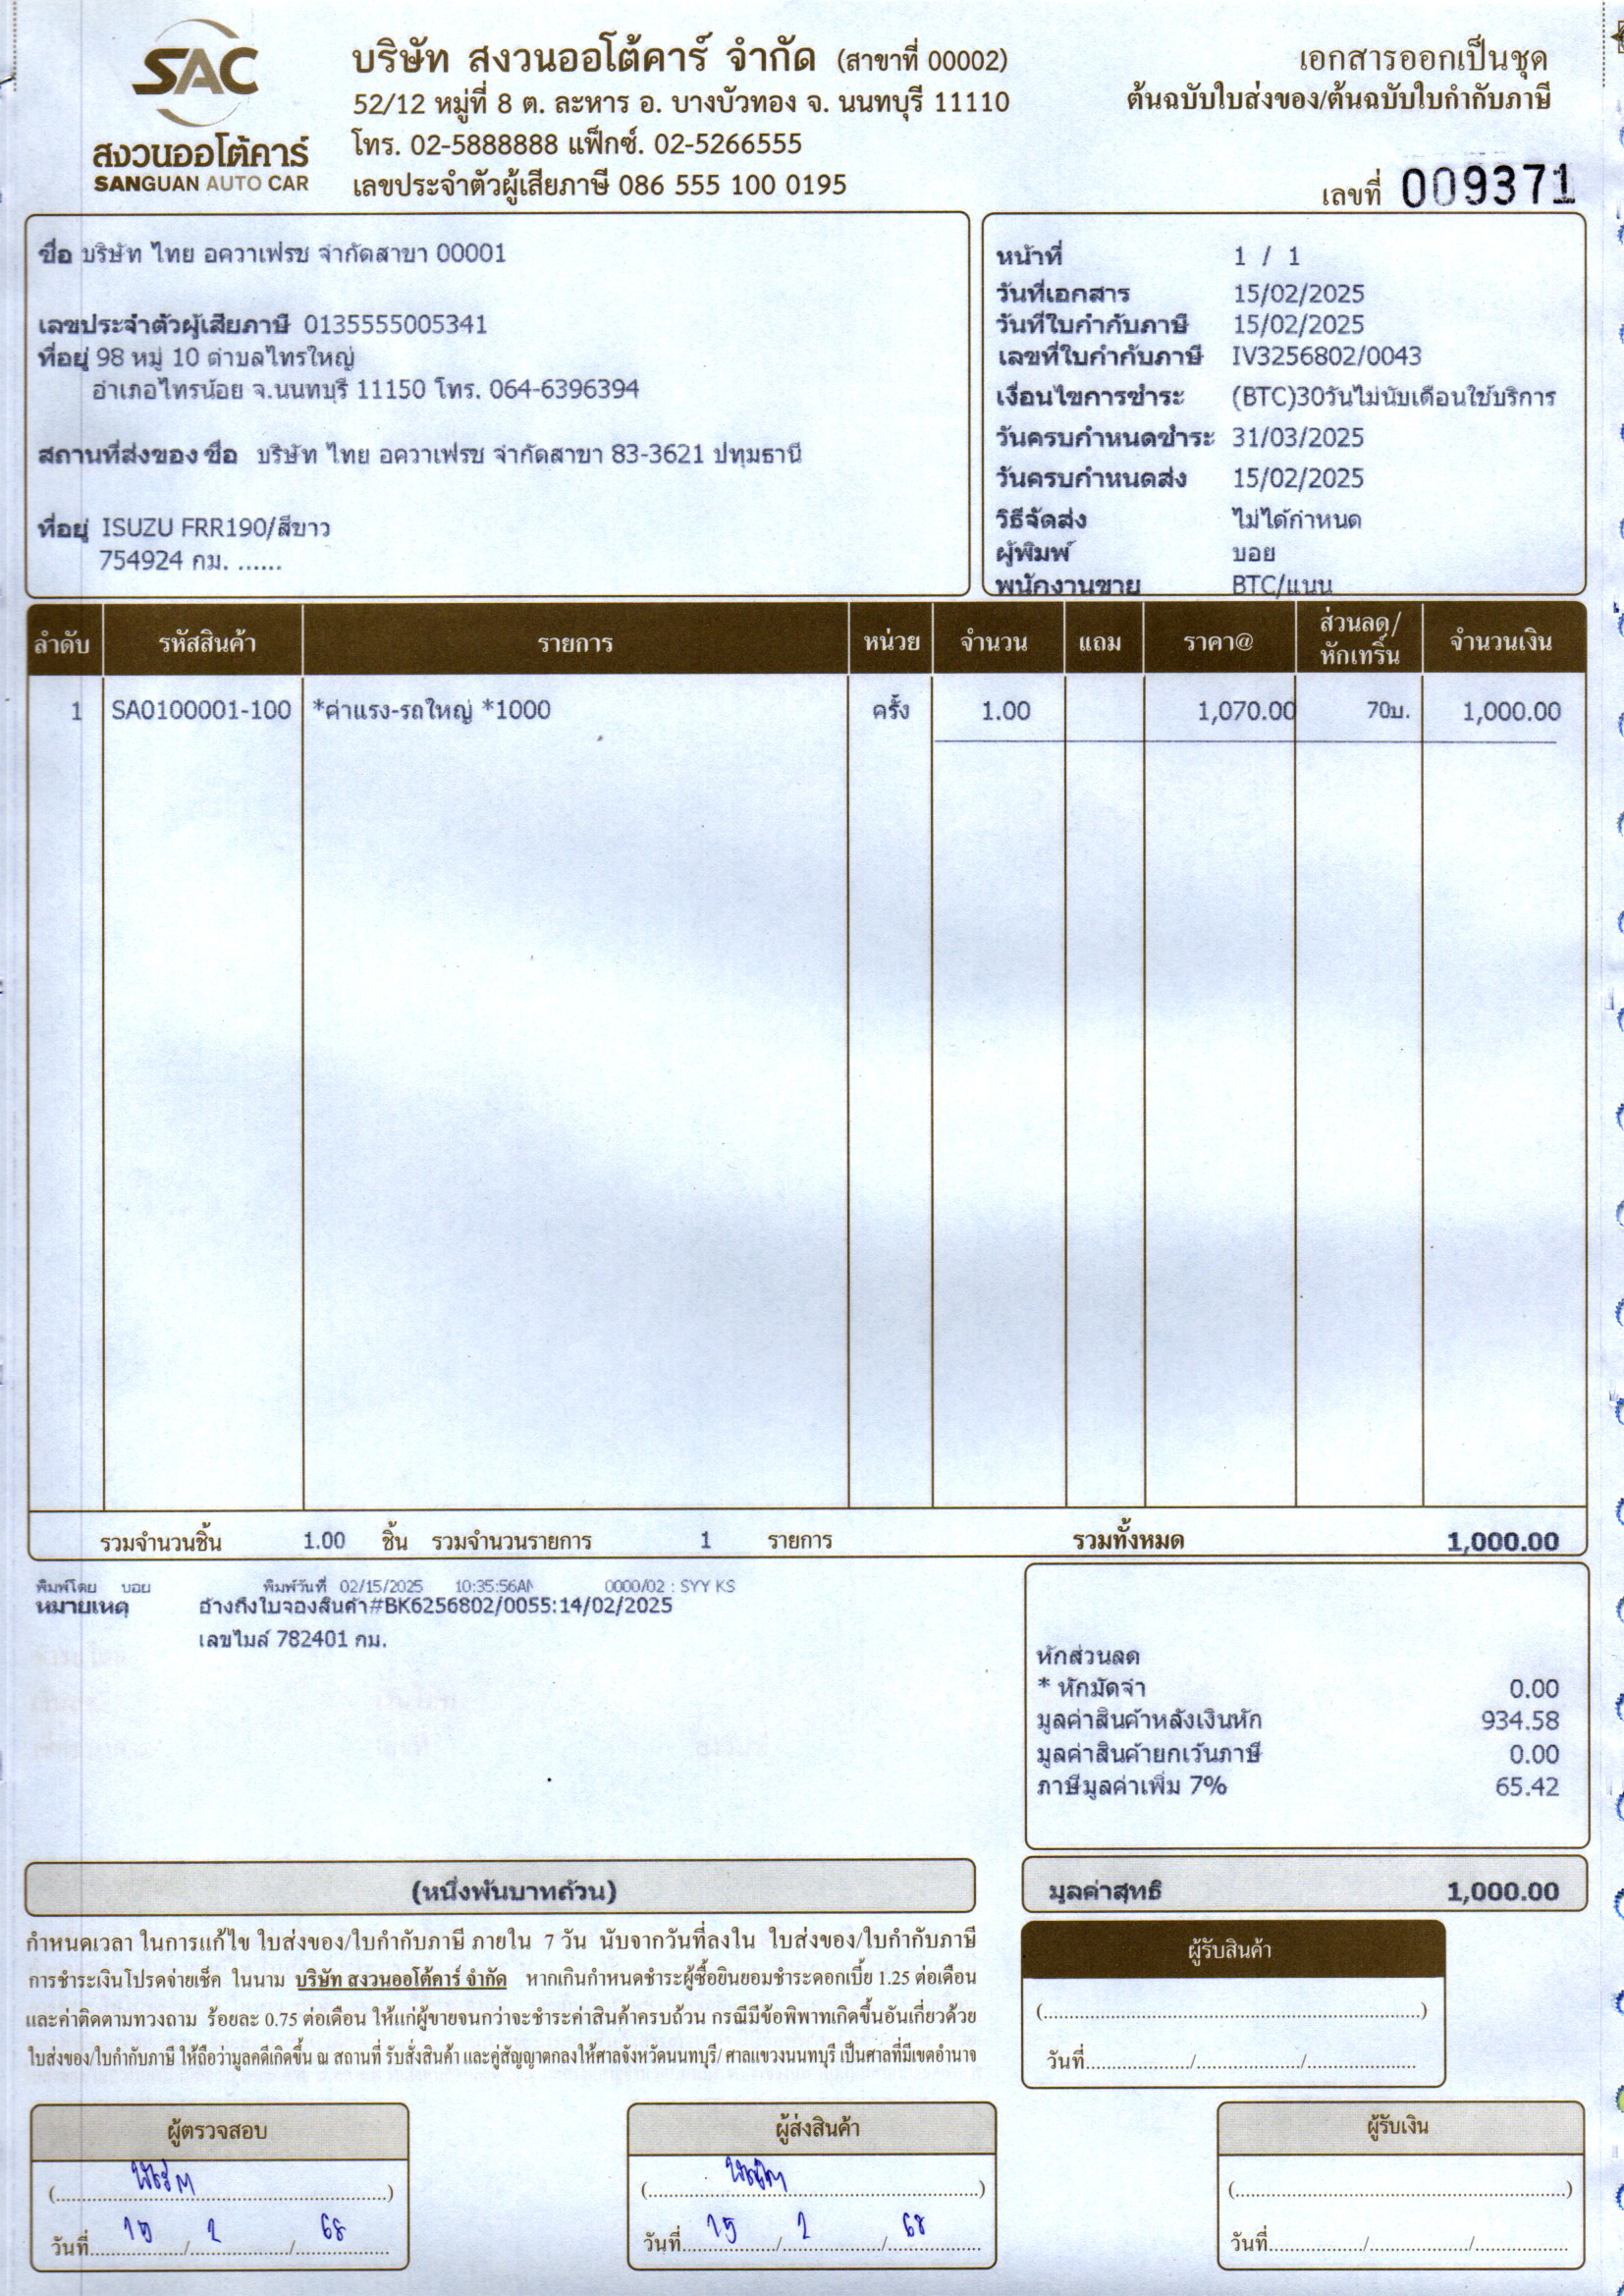 SAC
สงวนออโต้คาร์
SANGUAN AUTO CAR
บริษัท สงวนออโต้คาร์ จำกัด (สาขาที่ 00002)
52/12 หมู่ที่ 8 ต. ละหาร อ. บางบัวทอง จ. นนทบุรี 11110
โทร. 02-5888888 แฟ็กซ์. 02-5266555
เลขประจำตัวผู้เสียภาษี 086 555 100 0195
เอกสารออกเป็นชุด
ต้นฉบับใบส่งของ/ต้นฉบับใบกำกับภาษี
เลขที่ 009371
ชื่อ บริษัท ไทย อควาเฟรช จำกัดสาขา 00001
เลขประจำตัวผู้เสียภาษี 0135555005341
ที่อยู่ 98 หมู่ 10 ตำบลไทรใหญ่
อำเภอไทรน้อย จ.นนทบุรี 11150 โทร. 064-6396394
สถานที่ส่งของ ชื่อ บริษัท ไทย อควาเฟรช จำกัดสาขา 83-3621 ปทุมธานี
ที่อยู่ ISUZU FRR190/สีขาว
754924 กม. ......
หน้าที่ 1 / 1
วันที่เอกสาร 15/02/2025
วันที่ใบกำกับภาษี 15/02/2025
เลขที่ใบกำกับภาษี IV3256802/0043
เงื่อนไขการชำระ (BTC)30วันไม่นับเดือนใช้บริการ
วันครบกำหนดชำระ 31/03/2025
วันครบกำหนดส่ง 15/02/2025
วิธีจัดส่ง ไม่ได้กำหนด
ผู้พิมพ์ บอย
พนักงานขาย BTC/แนน
ลำดับ รหัสสินค้า รายการ หน่วย จำนวน แถม ราคา@ ส่วนลด/หักเทริ์น จำนวนเงิน
1 SA0100001-100 *ค่าแรง-รถใหญ่ *1000 ครั้ง 1.00 1,070.00 70บ. 1,000.00
รวมจำนวนชิ้น 1.00 ชิ้น รวมจำนวนรายการ 1 รายการ รวมทั้งหมด 1,000.00
พิมพ์โดย บอย พิมพ์วันที่ 02/15/2025 10:35:56AM 0000/02 : SYY KS
หมายเหตุ อ้างถึงใบจองสินค้า#BK6256802/0055:14/02/2025
เลขไมล์ 782401 กม.
หักส่วนลด
* หักมัดจำ 0.00
มูลค่าสินค้าหลังเงินหัก 934.58
มูลค่าสินค้ายกเว้นภาษี 0.00
ภาษีมูลค่าเพิ่ม 7% 65.42
(หนึ่งพันบาทถ้วน)
มูลค่าสุทธิ 1,000.00
กำหนดเวลา ในการแก้ไข ใบส่งของ/ใบกำกับภาษี ภายใน 7 วัน นับจากวันที่ลงใน ใบส่งของ/ใบกำกับภาษี
การชำระเงินโปรดจ่ายเช็ค ในนาม บริษัท สงวนออโต้คาร์ จำกัด หากเกินกำหนดชำระผู้ซื้อยินยอมชำระดอกเบี้ย 1.25 ต่อเดือน
และค่าติดตามทวงถาม ร้อยละ 0.75 ต่อเดือน ให้แก่ผู้ขายจนกว่าจะชำระค่าสินค้าครบถ้วน กรณีมีข้อพิพาทเกิดขึ้นอันเกี่ยวด้วย
ใบส่งของ/ใบกำกับภาษี ให้ถือว่ามูลคดีเกิดขึ้น ณ สถานที่ รับสั่งสินค้า และคู่สัญญาตกลงให้ศาลจังหวัดนนทบุรี/ ศาลแขวงนนทบุรี เป็นศาลที่มีเขตอำนาจ
ผู้รับสินค้า
(..........)
วันที่........../........../..........
ผู้ตรวจสอบ
วันที่ 15 / 2 / 68
ผู้ส่งสินค้า
วันที่ 15 / 2 / 68
ผู้รับเงิน
(..........)
วันที่........../........../..........